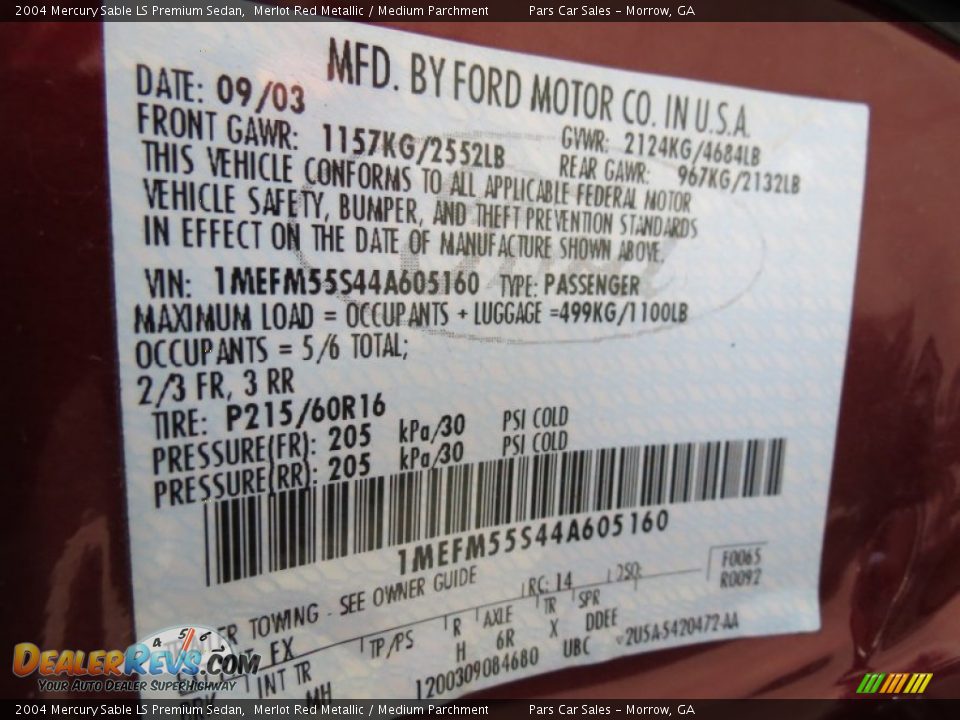 2004 Mercury Sable LS Premium Sedan, Merlot Red Metallic / Medium Parchment Pars Car Sales - Morrow, GA
MFD. BY FORD MOTOR CO. IN U.S.A.
DATE: 09/03 GVWR: 2124KG/4684LB
FRONT GAWR: 1157KG/2552LB REAR GAWR: 967KG/2132LB
THIS VEHICLE CONFORMS TO ALL APPLICABLE FEDERAL MOTOR
VEHICLE SAFETY, BUMPER, AND THEFT PREVENTION STANDARDS
IN EFFECT ON THE DATE OF MANUFACTURE SHOWN ABOVE.
VIN: 1MEFM55S44A605160 TYPE: PASSENGER
MAXIMUM LOAD = OCCUPANTS + LUGGAGE =499KG/1100LB
OCCUPANTS = 5/6 TOTAL;
2/3 FR, 3 RR
TIRE: P215/60R16
PRESSURE(FR): 205 kPa/30 PSI COLD
PRESSURE(RR): 205 kPa/30 PSI COLD
1MEFM55S44A605160
TOWING - SEE OWNER GUIDE RC: 14 DSO: F0065
R0092
EX TP/PS R AXLE TR SPR
INT TR H 6R X DDEE
MH 1200309084680 UBC 2U5A-5420472-AA
4 5 6
DEALERREVS.COM
Your Auto Dealer SuperHighway
2004 Mercury Sable LS Premium Sedan, Merlot Red Metallic / Medium Parchment Pars Car Sales - Morrow, GA